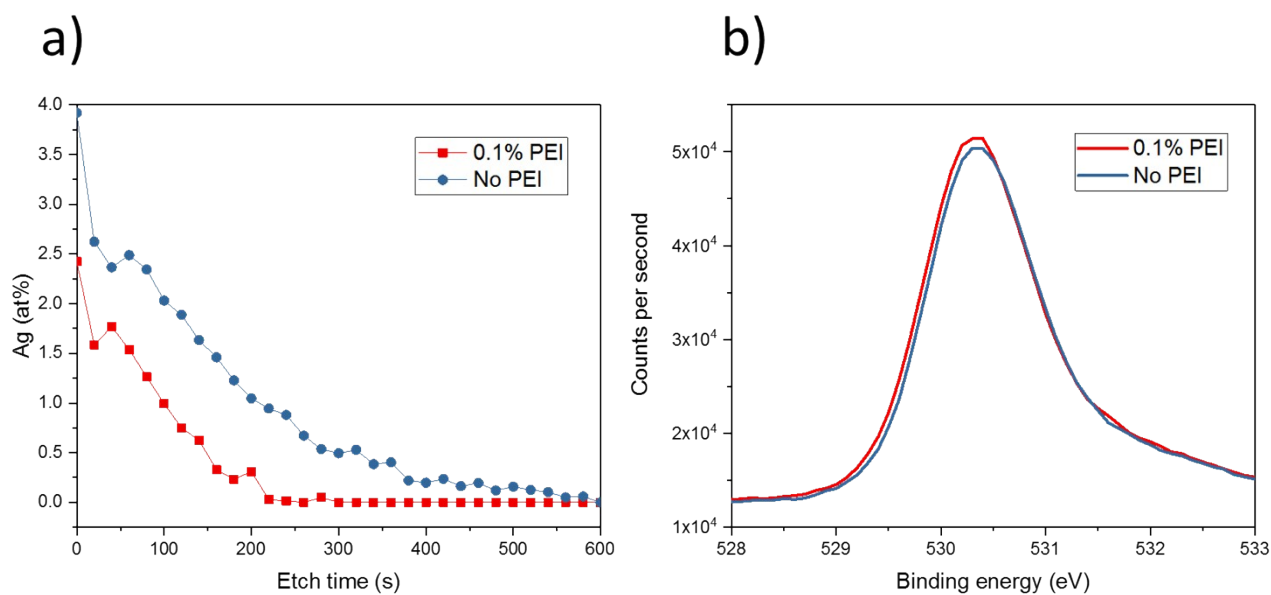 a)
4.0
3.5
3.0
2.5
2.0
1.5
1.0
0.5
0.0
Ag (at%)
0.1% PEI
No PEI
0 100 200 300 400 500 600
Etch time (s)
b)
5x10⁴
4x10⁴
3x10⁴
2x10⁴
1x10⁴
Counts per second
0.1% PEI
No PEI
528 529 530 531 532 533
Binding energy (eV)